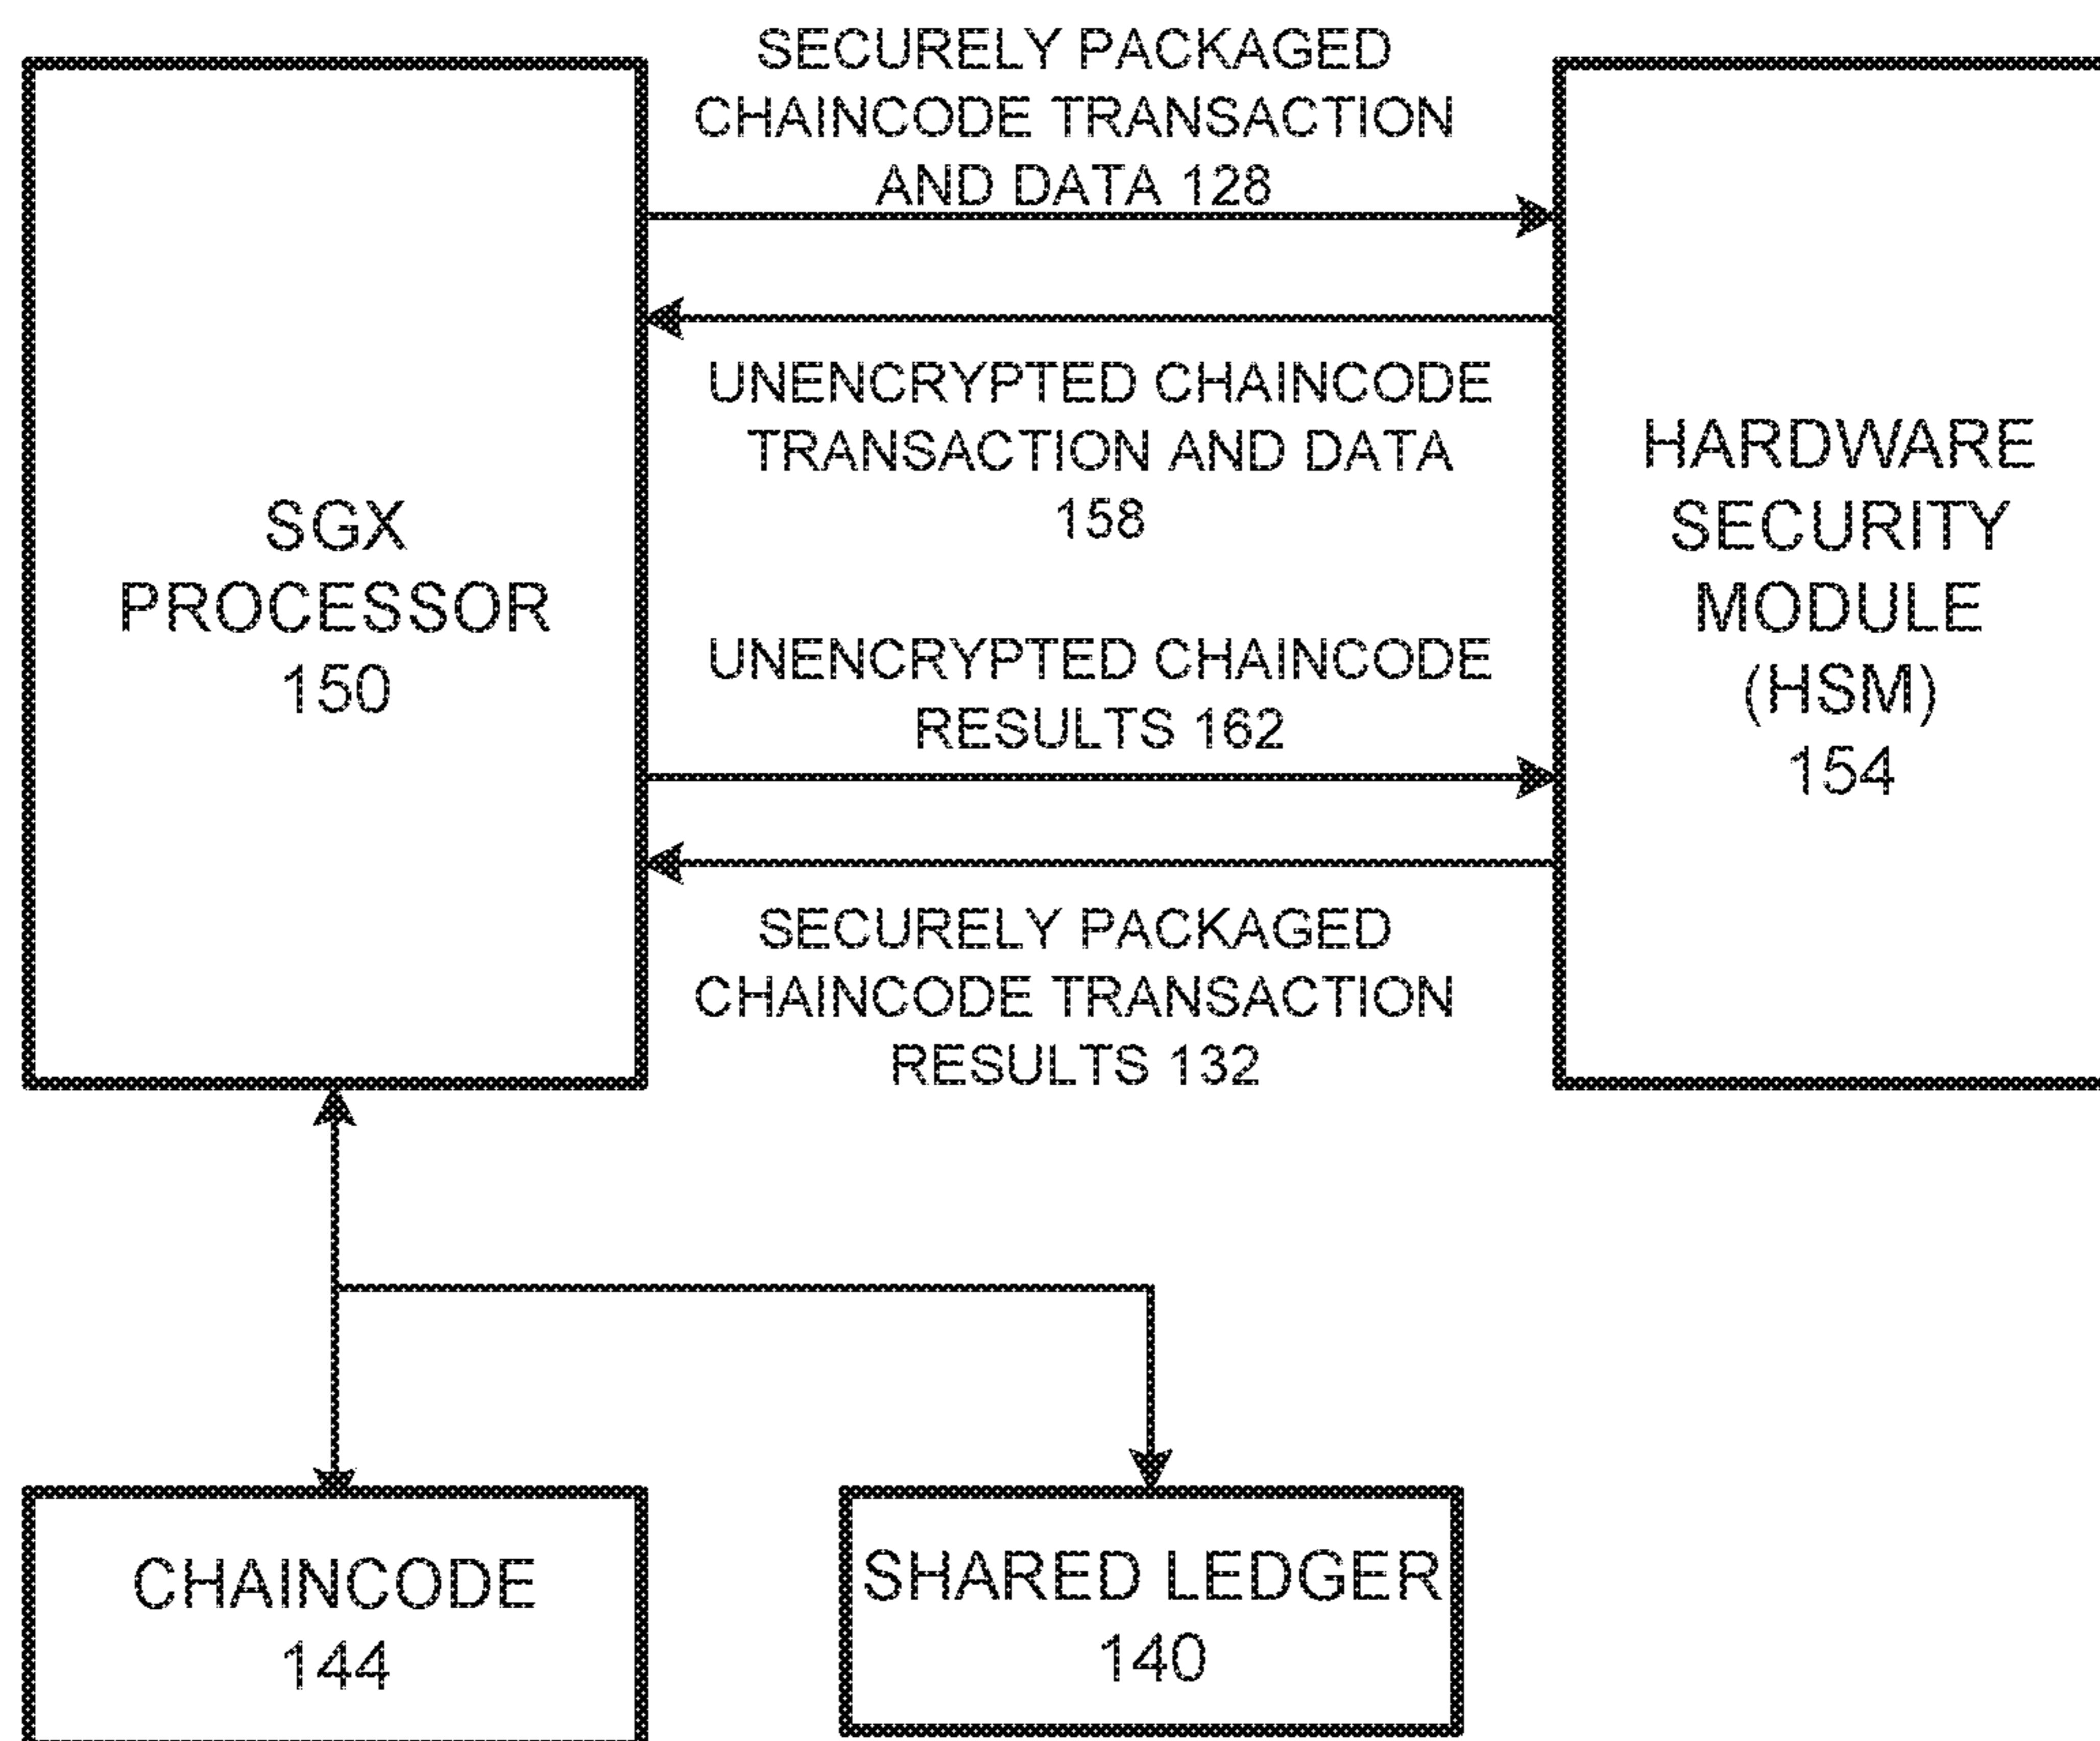 SECURELY PACKAGED
CHAINCODE TRANSACTION
AND DATA 128
UNENCRYPTED CHAINCODE
TRANSACTION AND DATA
158
SGX
PROCESSOR
150
HARDWARE
SECURITY
MODULE
(HSM)
154
UNENCRYPTED CHAINCODE
RESULTS 162
SECURELY PACKAGED
CHAINCODE TRANSACTION
RESULTS 132
CHAINCODE
144
SHARED LEDGER
140